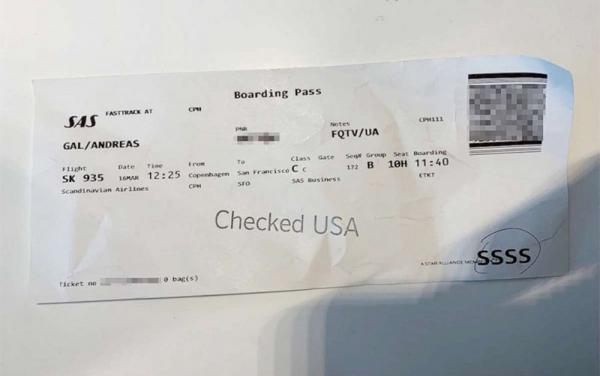 Boarding Pass
SAS FASTTRACK AT CPH
PNR Notes CPH111
GAL/ANDREAS FQTV/UA
Flight Date Time From To Class Gate Seq# Group Seat Boarding
SK 935 16MAR 12:25 Copenhagen San Francisco C C 172 B 10H 11:40
Scandinavian Airlines CPH SFO SAS Business ETKT
Checked USA
A STAR ALLIANCE SSSS
Ticket no 0 bag(s)